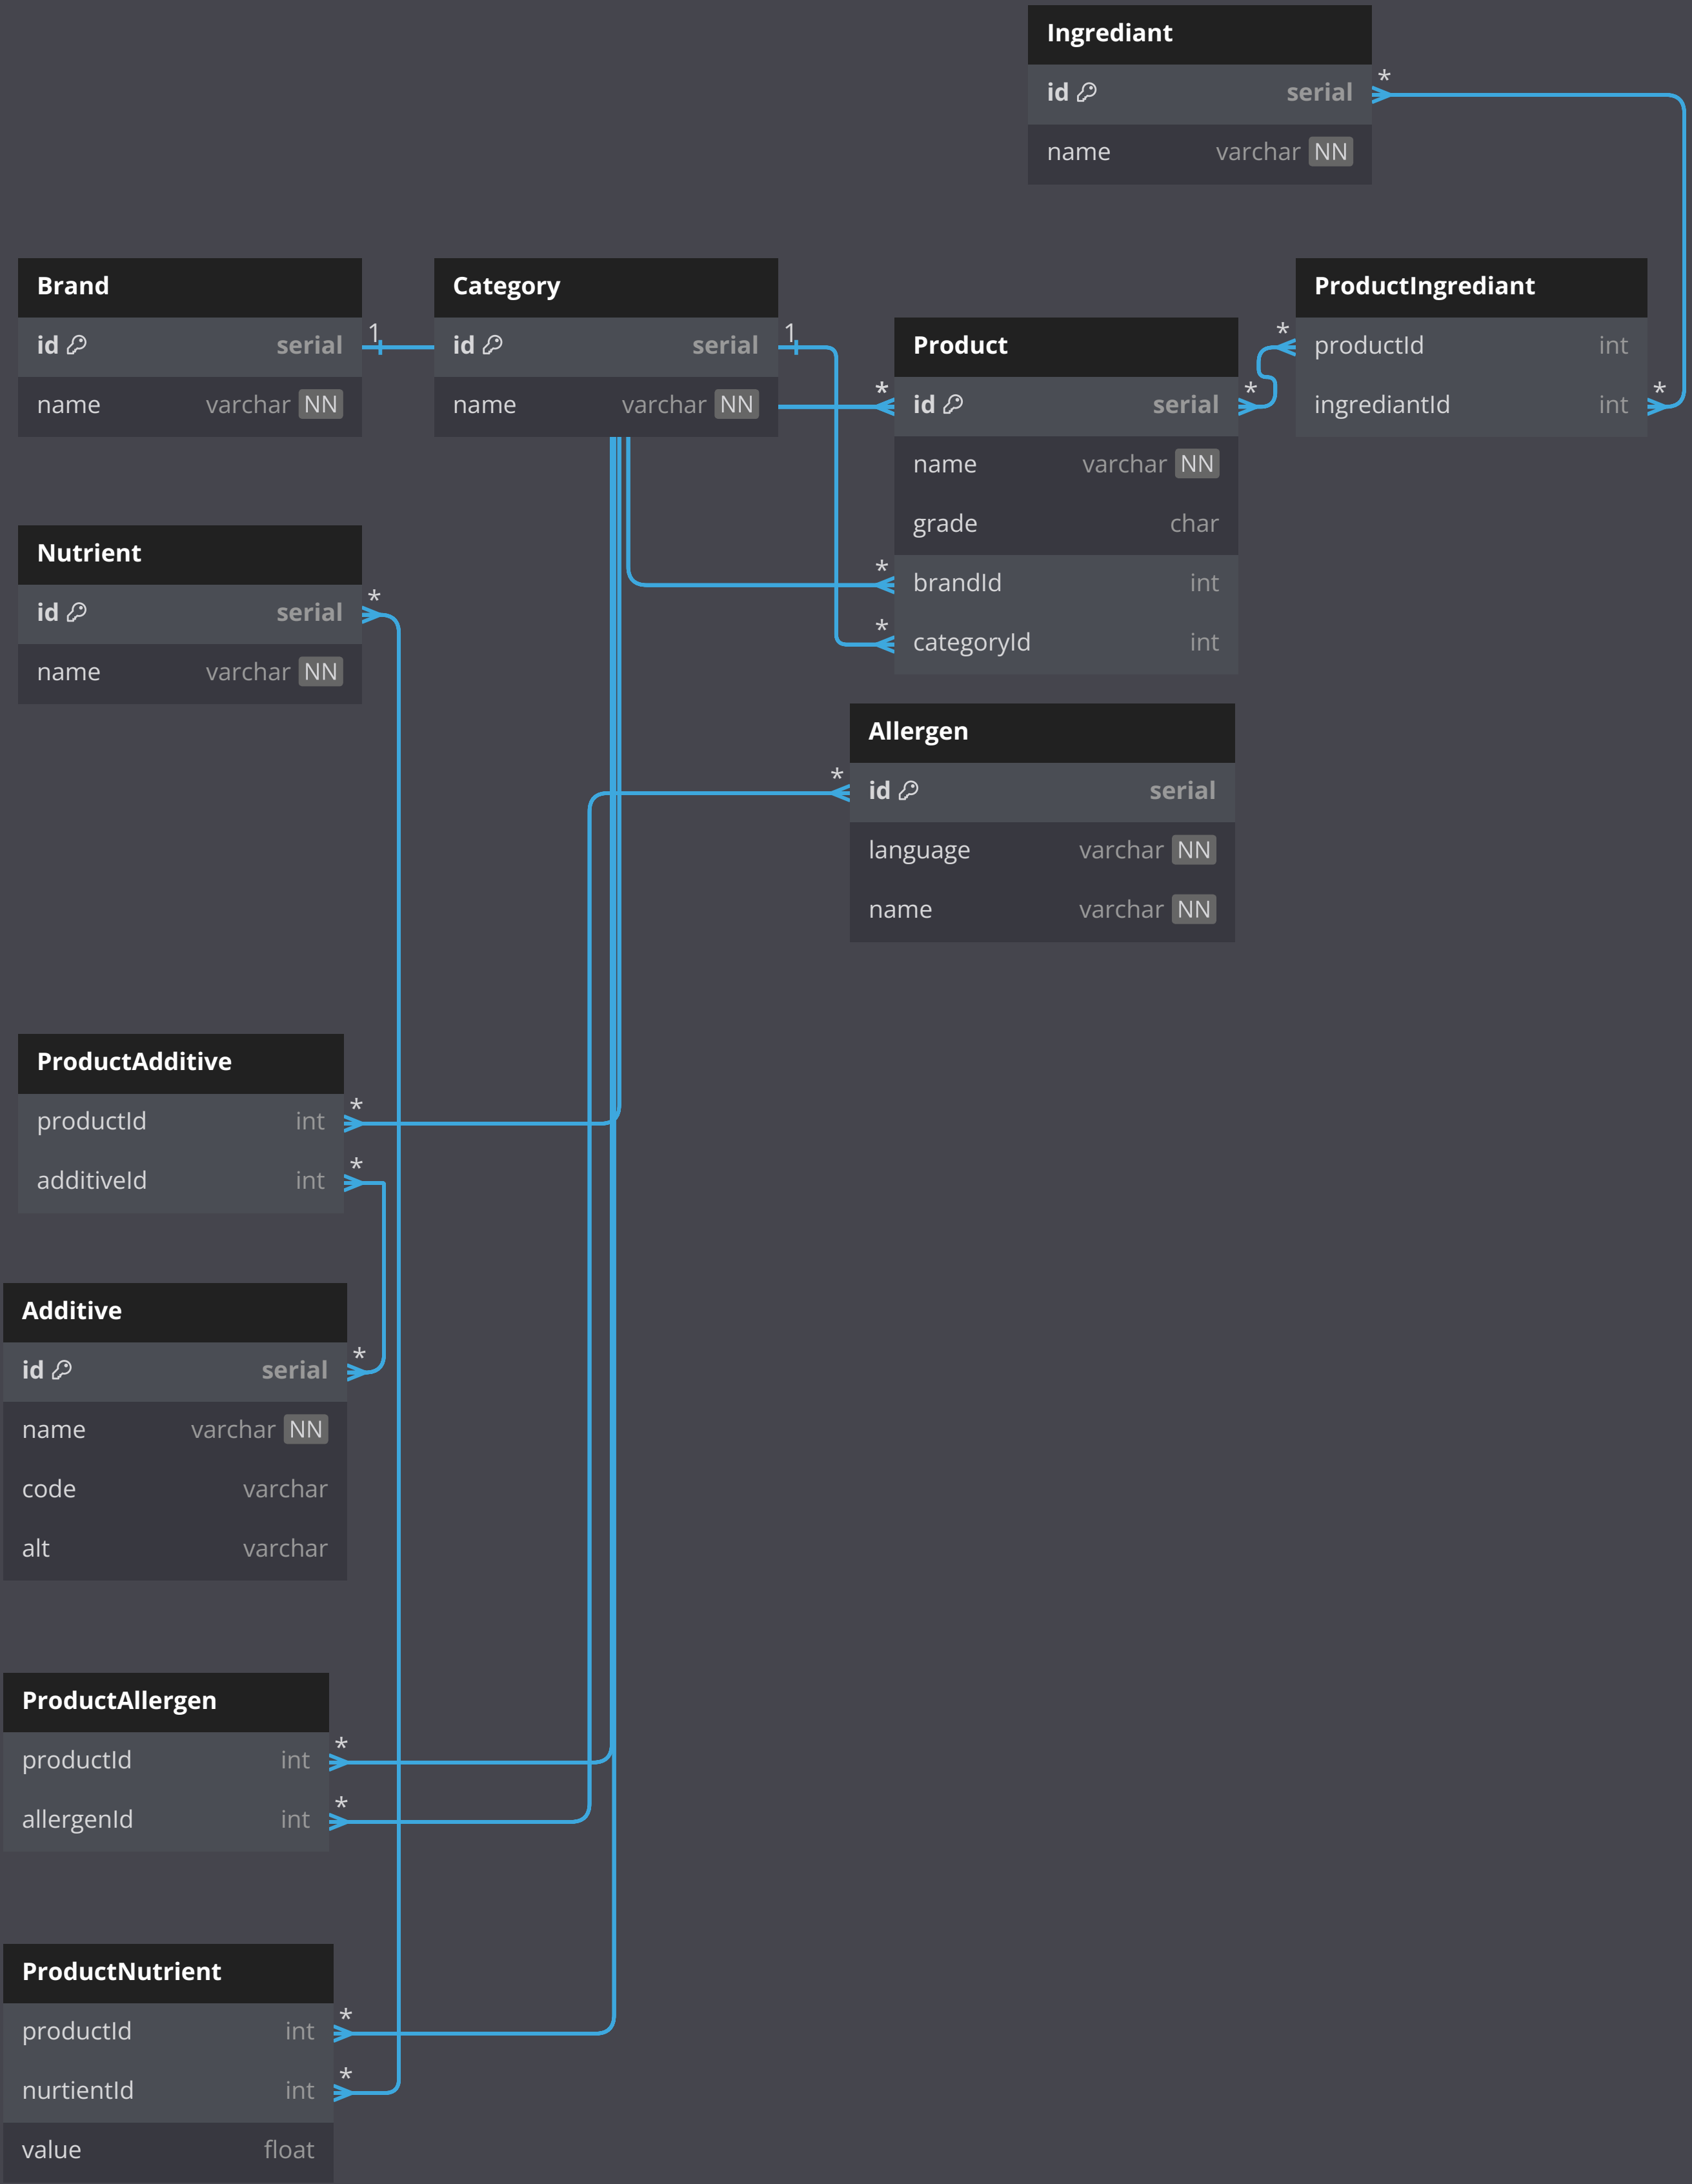 Ingrediant
id serial
*
name varchar NN
Brand
id serial
1
name varchar NN
Category
id serial
1
name varchar NN
Product
* id serial *
name varchar NN
grade char
* brandId int
* categoryId int
ProductIngrediant
* productId int
ingrediantId int *
Nutrient
id serial *
name varchar NN
Allergen
* id serial
language varchar NN
name varchar NN
ProductAdditive
productId int *
additiveId int *
Additive
id serial *
name varchar NN
code varchar
alt varchar
ProductAllergen
productId int *
allergenId int *
ProductNutrient
productId int *
nurtientId int *
value float